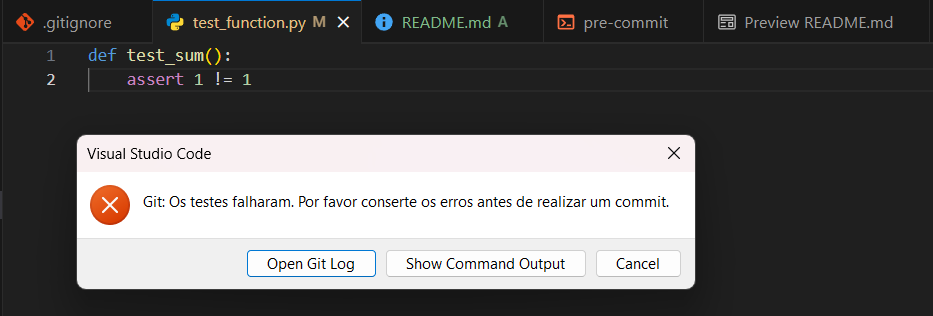 .gitignore test_function.py M README.md A pre-commit Preview README.md
1 def test_sum():
2 assert 1 != 1
Visual Studio Code
Git: Os testes falharam. Por favor conserte os erros antes de realizar um commit.
Open Git Log Show Command Output Cancel